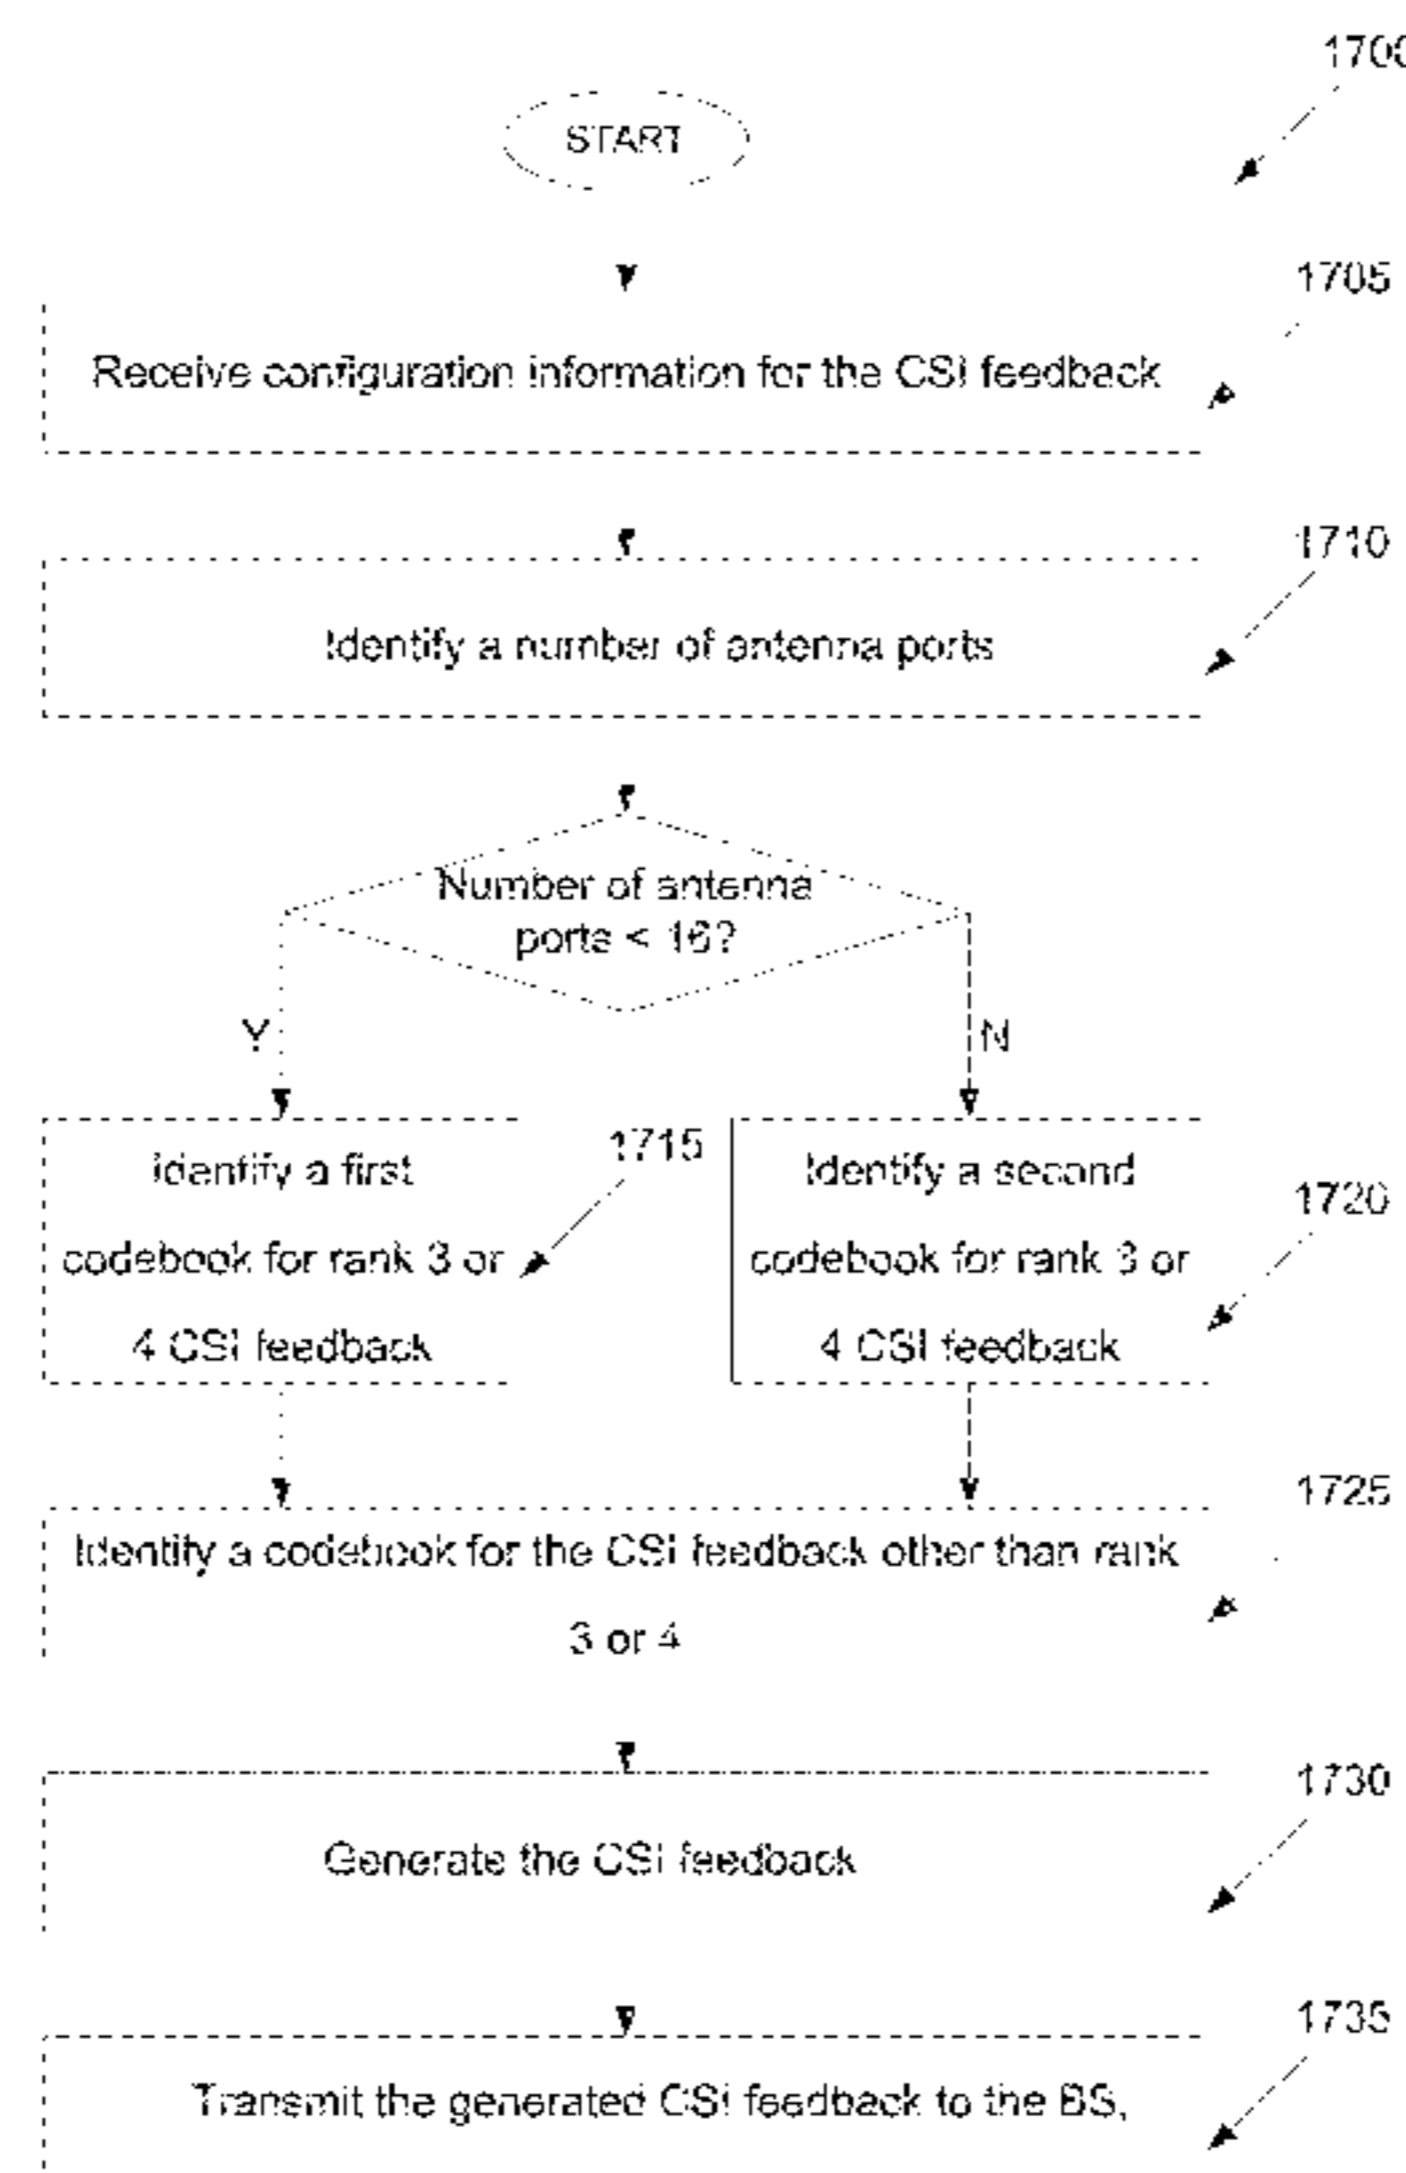 1700
START
1705
Receive configuration information for the CSI feedback
1710
Identify a number of antenna ports
Number of antenna
ports < 16?
Y
N
Identify a first
codebook for rank 3 or
4 CSI feedback
1715
Identify a second
codebook for rank 3 or
4 CSI feedback
1720
1725
Identify a codebook for the CSI feedback other than rank
3 or 4
1730
Generate the CSI feedback
1735
Transmit the generated CSI feedback to the BS,